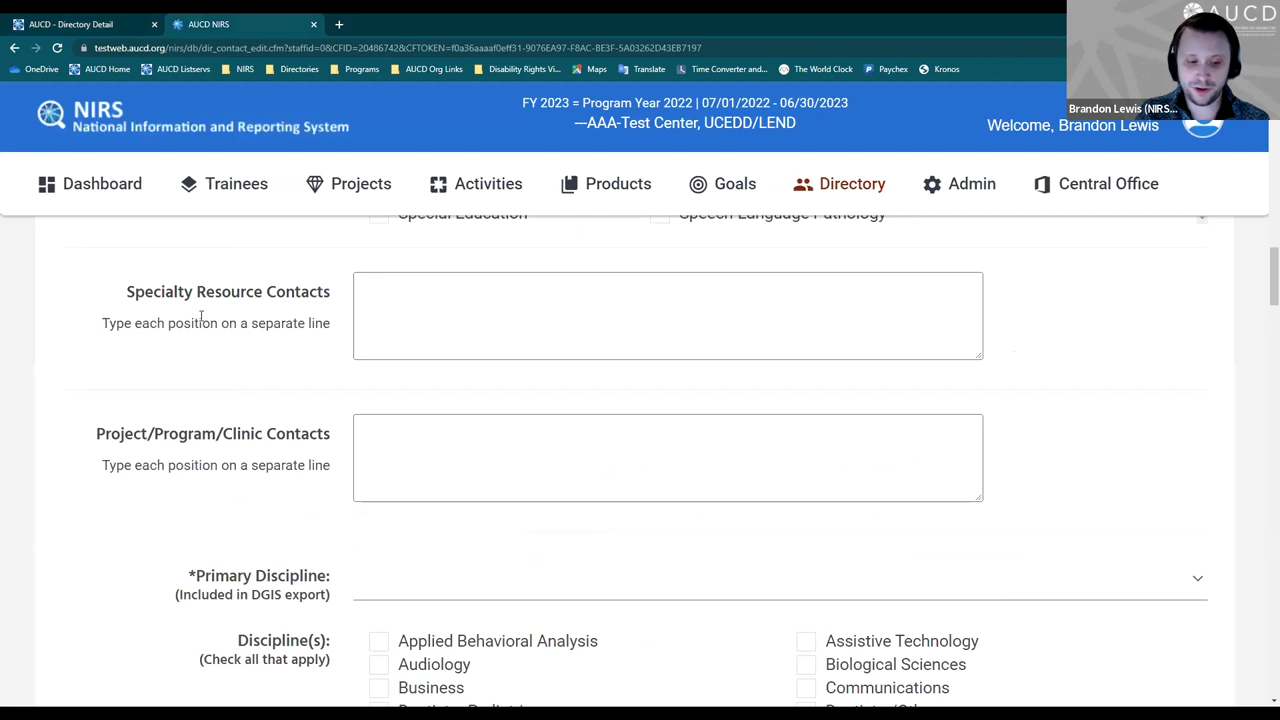 AUCD - Directory Detail
AUCD NIRS
testweb.aucd.org/nirs/db/dir_contact_edit.cfm?staffid=0&CFID=20486742&CFTOKEN=f0a36aaaaf0eff31-9076EA97-F8AC-BE3F-5A03262D43EB7197
OneDrive
AUCD Home
AUCD Listservs
NIRS
Directories
Programs
AUCD Org Links
Disability Rights Vi...
Maps
Translate
Time Converter and...
The World Clock
Paychex
Kronos
AUCD
Brandon Lewis (NIRS...
NIRS
National Information and Reporting System
FY 2023 = Program Year 2022 | 07/01/2022 - 06/30/2023
—AAA-Test Center, UCEDD/LEND
Welcome, Brandon Lewis
Dashboard
Trainees
Projects
Activities
Products
Goals
Directory
Admin
Central Office
Special Education
Speech Language Pathology
Specialty Resource Contacts
Type each position on a separate line
Project/Program/Clinic Contacts
Type each position on a separate line
*Primary Discipline:
(Included in DGIS export)
Discipline(s):
(Check all that apply)
Applied Behavioral Analysis
Assistive Technology
Audiology
Biological Sciences
Business
Communications